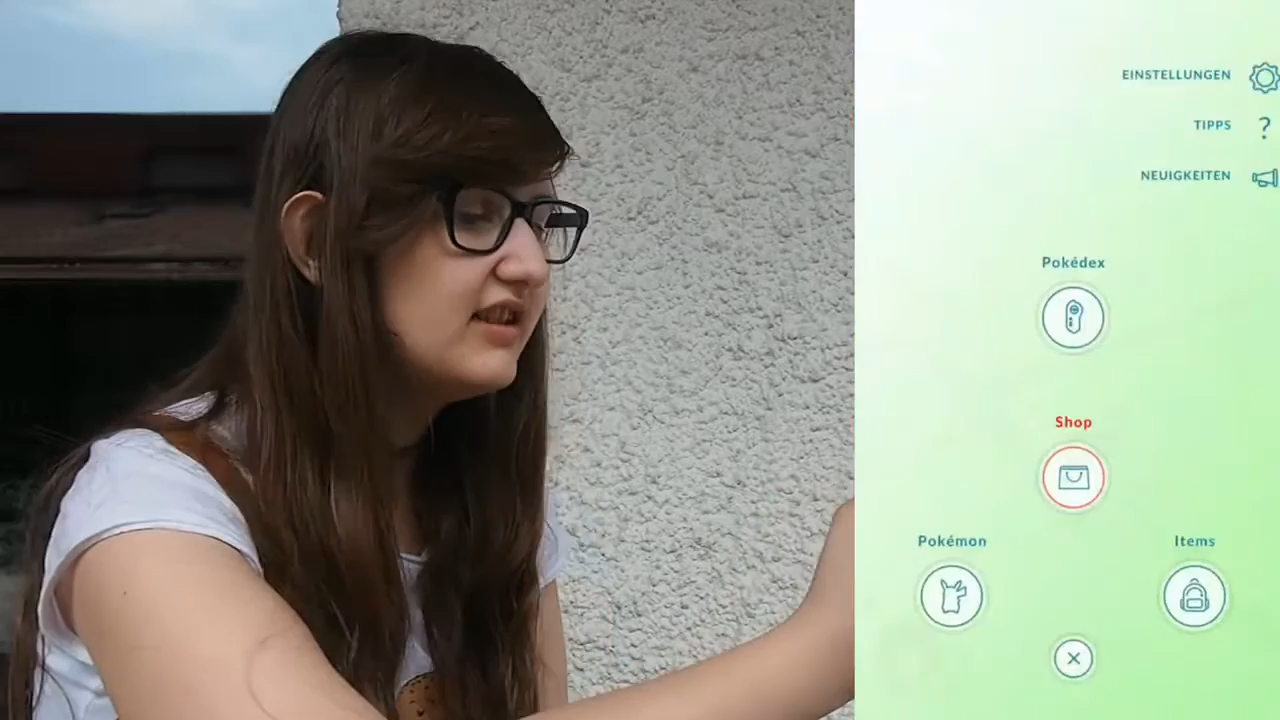 EINSTELLUNGEN
TIPPS
?
NEUIGKEITEN
Pokédex
Shop
Pokémon
Items